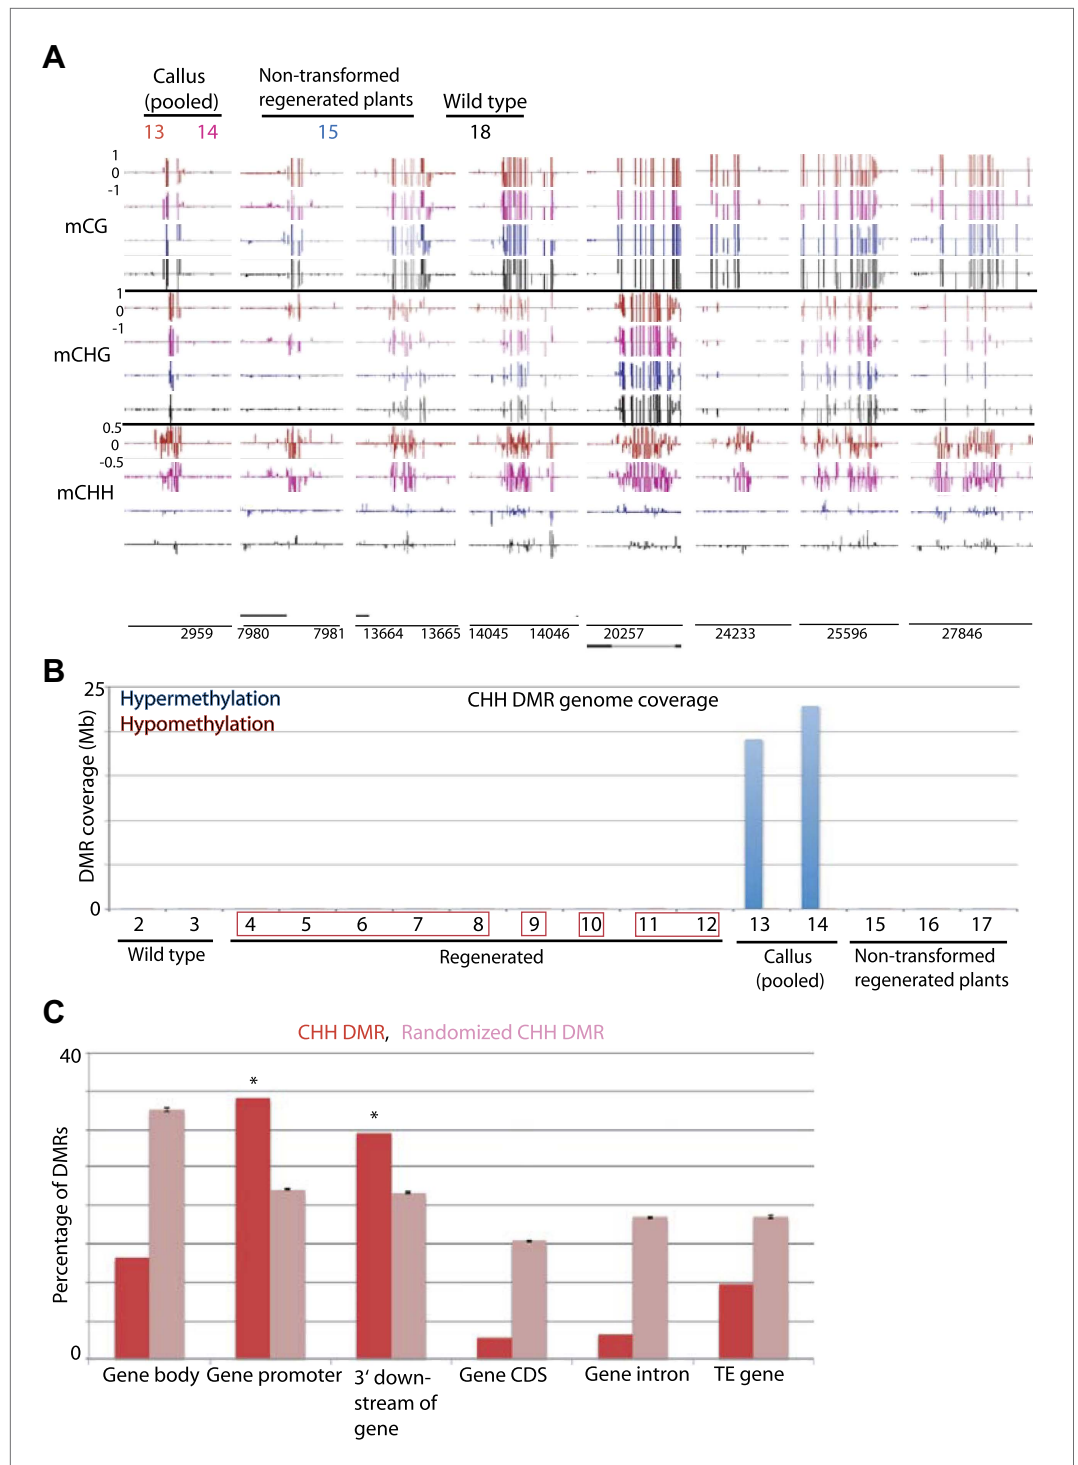 A
Callus
(pooled)
Non-transformed
regenerated plants
Wild type
13
14
15
18
1
0
-1
mCG
1
0
-1
mCHG
0.5
0
-0.5
mCHH
2959
7980
7981
13664
13665
14045
14046
20257
24233
25596
27846
B
25
Hypermethylation
Hypomethylation
CHH DMR genome coverage
DMR coverage (Mb)
0
2
3
4
5
6
7
8
9
10
11
12
13
14
15
16
17
Wild type
Regenerated
Callus
(pooled)
Non-transformed
regenerated plants
C
CHH DMR, Randomized CHH DMR
40
*
*
Percentage of DMRs
0
Gene body
Gene promoter
3‘ down-
stream of
gene
Gene CDS
Gene intron
TE gene